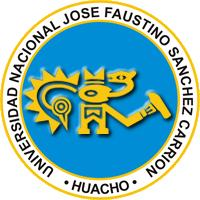 UNIVERSIDAD NACIONAL JOSE FAUSTINO SANCHEZ CARRION
• HUACHO •